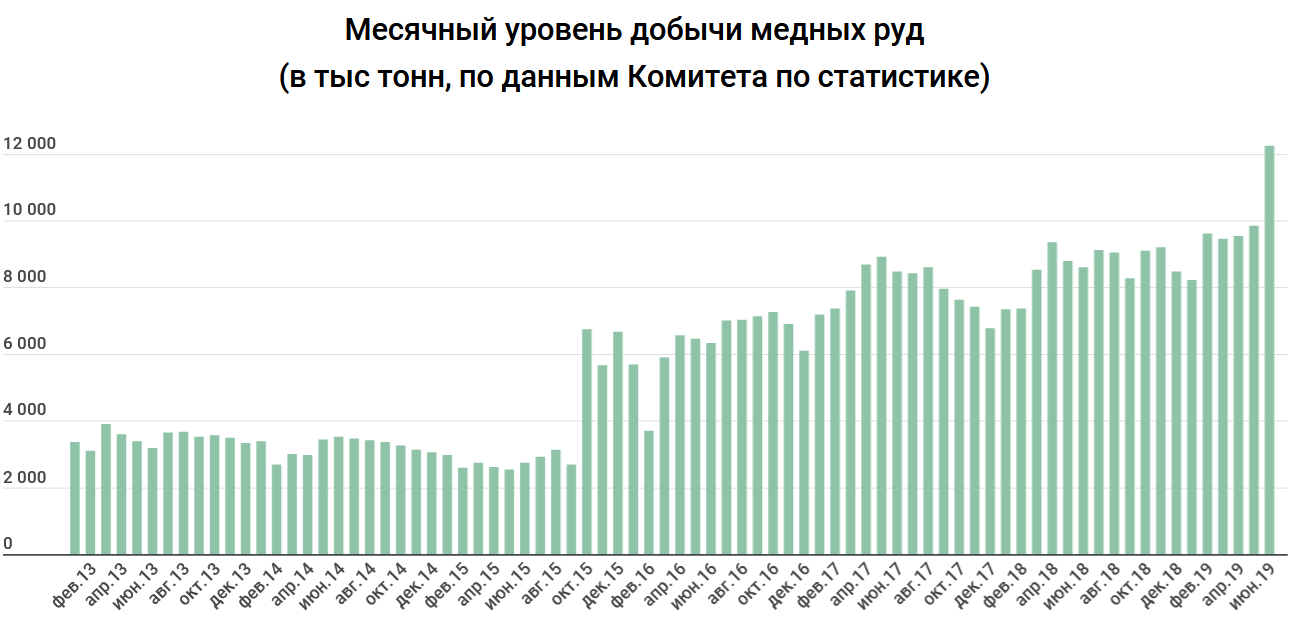 Месячный уровень добычи медных руд
(в тыс тонн, по данным Комитета по статистике)
12 000
10 000
8 000
6 000
4 000
2 000
0
фев.13
апр.13
июн.13
авг.13
окт.13
дек.13
фев.14
апр.14
июн.14
авг.14
окт.14
дек.14
фев.15
апр.15
июн.15
авг.15
окт.15
дек.15
фев.16
апр.16
июн.16
авг.16
окт.16
дек.16
фев.17
апр.17
июн.17
авг.17
окт.17
дек.17
фев.18
апр.18
июн.18
авг.18
окт.18
дек.18
фев.19
апр.19
июн.19